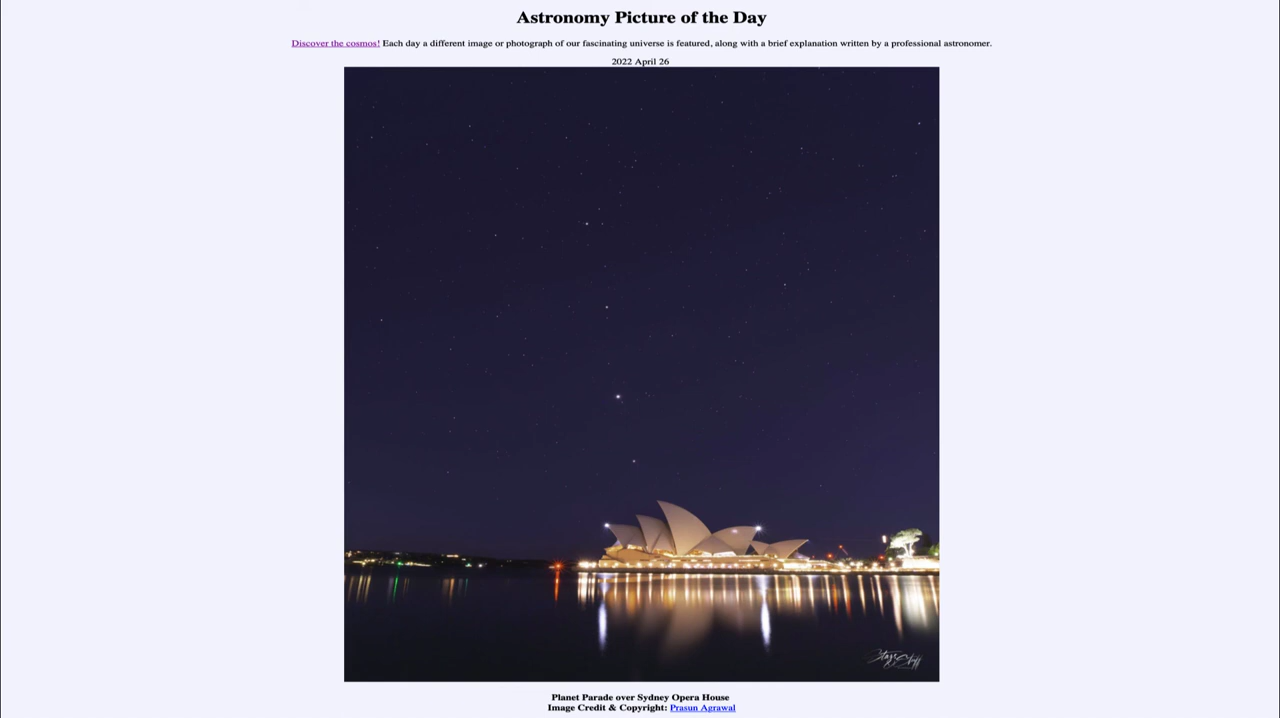 Astronomy Picture of the Day
Discover the cosmos! Each day a different image or photograph of our fascinating universe is featured, along with a brief explanation written by a professional astronomer.
2022 April 26
Planet Parade over Sydney Opera House
Image Credit & Copyright: Prasun Agrawal